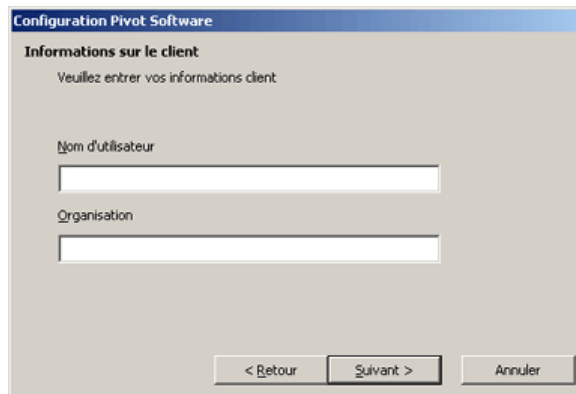 Configuration Pivot Software
Informations sur le client
Veuillez entrer vos informations client
Nom d'utilisateur
Organisation
< Retour Suivant > Annuler